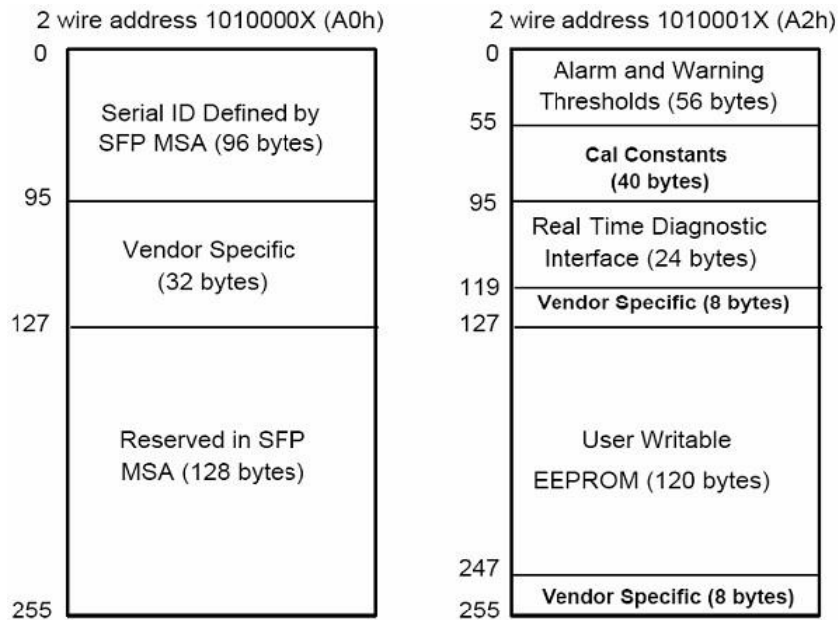 2 wire address 1010000X (A0h)
0
Serial ID Defined by
SFP MSA (96 bytes)
95
Vendor Specific
(32 bytes)
127
Reserved in SFP
MSA (128 bytes)
255
2 wire address 1010001X (A2h)
0
Alarm and Warning
Thresholds (56 bytes)
55
Cal Constants
(40 bytes)
95
Real Time Diagnostic
Interface (24 bytes)
119
Vendor Specific (8 bytes)
127
User Writable
EEPROM (120 bytes)
247
Vendor Specific (8 bytes)
255